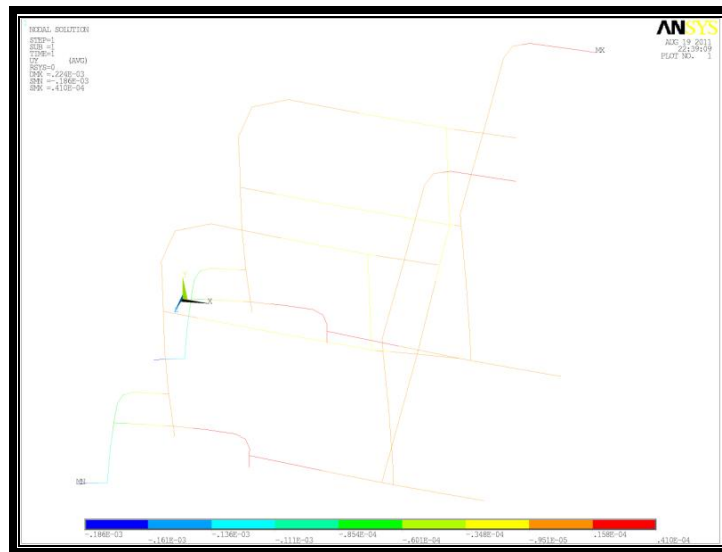 NODAL SOLUTION
STEP=1
SUB =1
TIME=1
UY (AVG)
RSYS=0
DMX =.224E-03
SMN =-.186E-03
SMX =.410E-04
ANSYS
AUG 19 2011
22:39:09
PLOT NO. 1
MX
X
MN
-.186E-03 -.136E-03 -.854E-04 -.348E-04 .158E-04
-.161E-03 -.111E-03 -.601E-04 -.951E-05 .410E-04